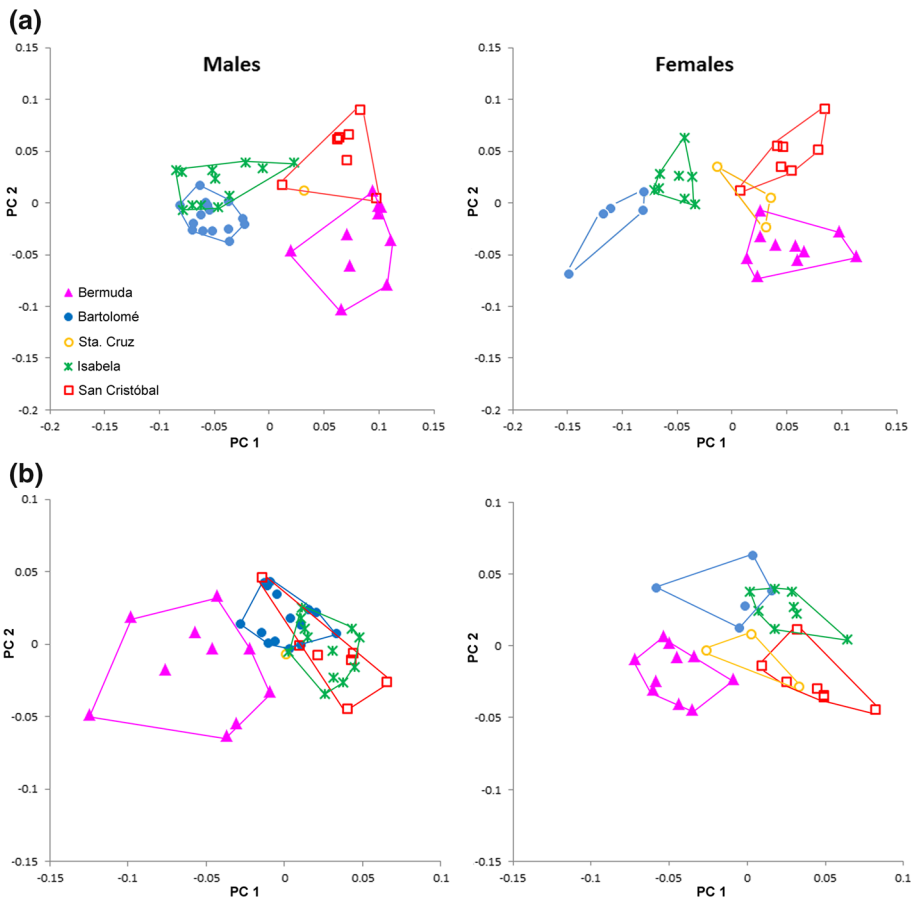 (a)
Males
Females
0.15
0.1
0.05
0
-0.05
-0.1
-0.15
-0.2
PC 2
-0.2 -0.15 -0.1 -0.05 0 0.05 0.1 0.15
PC 1
Bermuda
Bartolomé
Sta. Cruz
Isabela
San Cristóbal
0.15
0.1
0.05
0
-0.05
-0.1
-0.15
-0.2
PC 2
-0.2 -0.15 -0.1 -0.05 0 0.05 0.1 0.15
PC 1
(b)
0.1
0.05
0
-0.05
-0.1
-0.15
PC 2
-0.15 -0.1 -0.05 0 0.05 0.1
PC 1
0.1
0.05
0
-0.05
-0.1
-0.15
PC 2
-0.15 -0.1 -0.05 0 0.05 0.1
PC 1